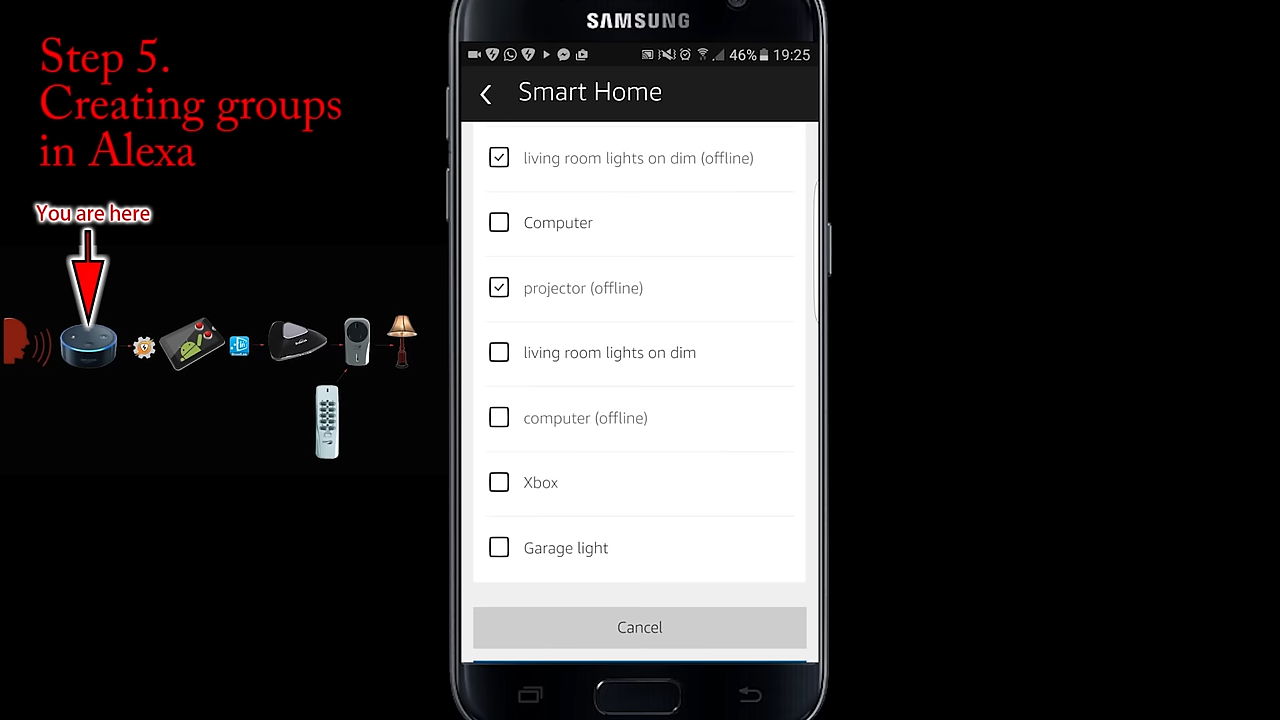 Step 5.
Creating groups
in Alexa
You are here
SAMSUNG
46% 19:25
Smart Home
living room lights on dim (offline)
Computer
projector (offline)
living room lights on dim
computer (offline)
Xbox
Garage light
Cancel